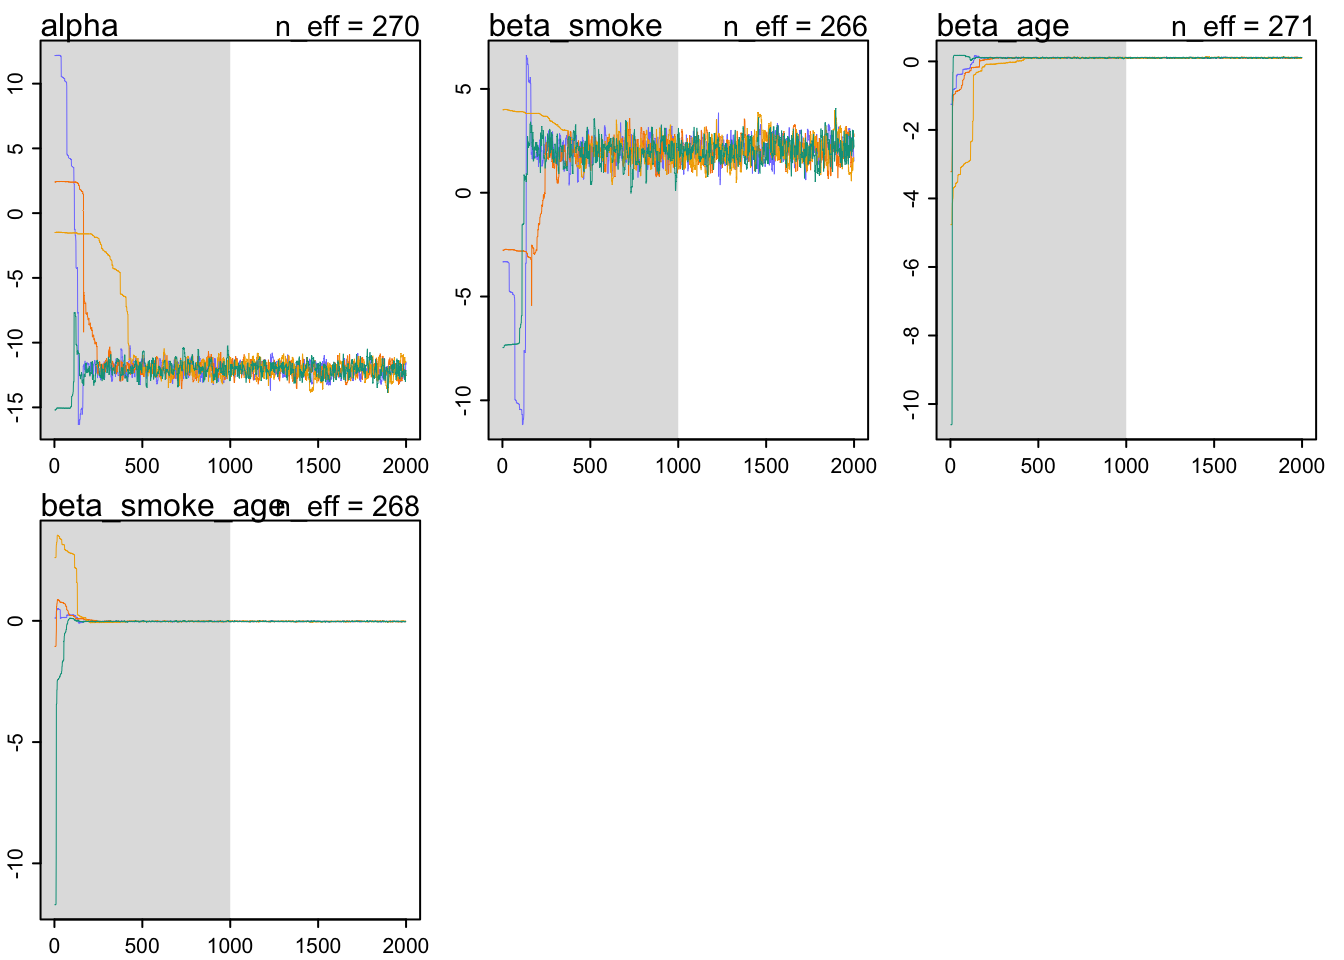 alpha n_eff = 270
10
5
0
-5
-10
-15
0 500 1000 1500 2000
beta_smoke n_eff = 266
5
0
-5
-10
0 500 1000 1500 2000
beta_age n_eff = 271
0
-2
-4
-6
-8
-10
0 500 1000 1500 2000
beta_smoke_age n_eff = 268
0
-5
-10
0 500 1000 1500 2000